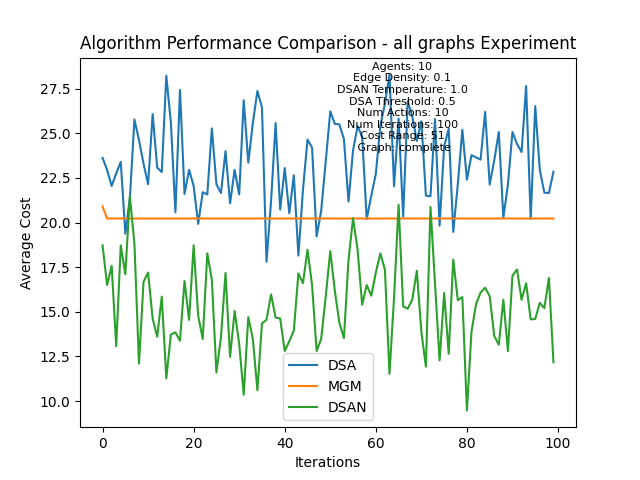 Algorithm Performance Comparison - all graphs Experiment
Agents: 10
Edge Density: 0.1
DSAN Temperature: 1.0
DSA Threshold: 0.5
Num Actions: 10
Num Iterations: 100
Cost Range: 51
Graph: complete
27.5
25.0
22.5
20.0
17.5
15.0
12.5
10.0
Average Cost
DSA
MGM
DSAN
0
20
40
60
80
100
Iterations